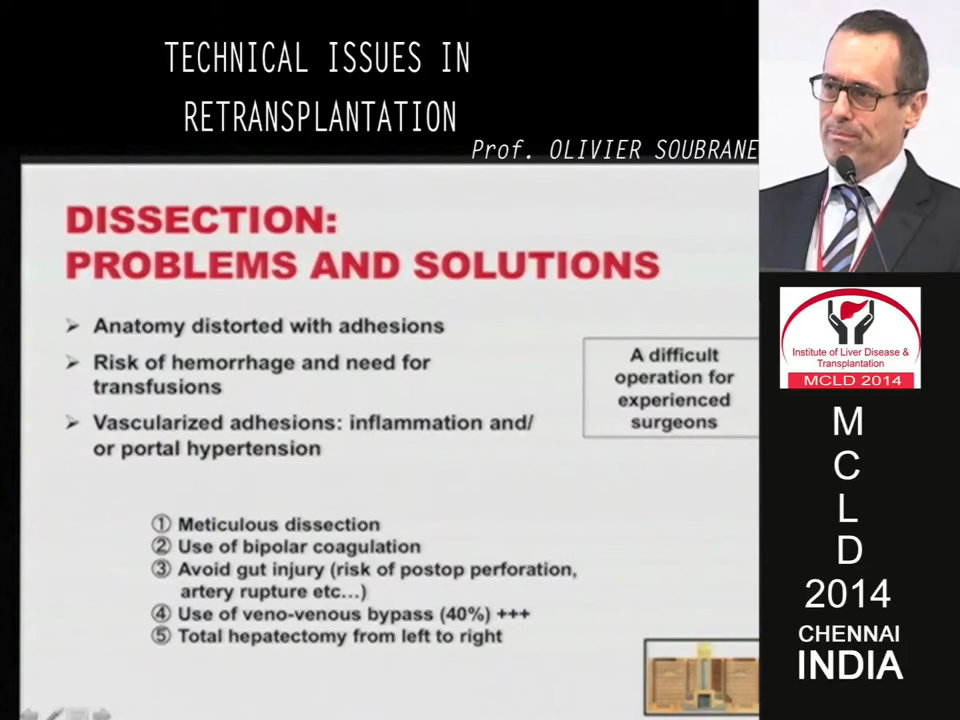 TECHNICAL ISSUES IN
RETRANSPLANTATION
Prof. OLIVIER SOUBRANE
DISSECTION:
PROBLEMS AND SOLUTIONS
➢ Anatomy distorted with adhesions
➢ Risk of hemorrhage and need for
transfusions
➢ Vascularized adhesions: inflammation and/
or portal hypertension
A difficult
operation for
experienced
surgeons
① Meticulous dissection
② Use of bipolar coagulation
③ Avoid gut injury (risk of postop perforation,
artery rupture etc…)
④ Use of veno-venous bypass (40%) +++
⑤ Total hepatectomy from left to right
Institute of Liver Disease &
Transplantation
MCLD 2014
M
C
L
D
2014
CHENNAI
INDIA